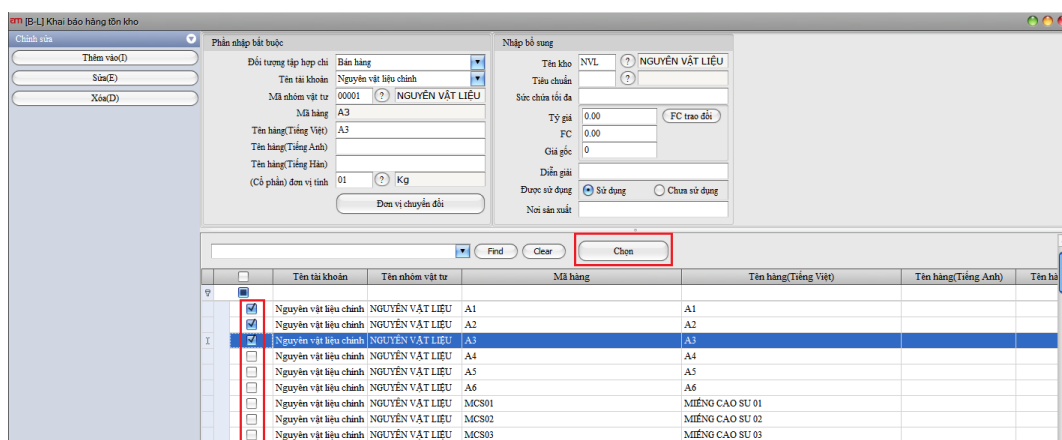 am [B-L] Khai báo hàng tồn kho
Chỉnh sửa
Thêm vào(I)
Sửa(E)
Xóa(D)
Phần nhập bắt buộc
Đối tượng tập hợp chi Bán hàng
Tên tài khoản Nguyên vật liệu chính
Mã nhóm vật tư 00001 ? NGUYÊN VẬT LIỆU
Mã hàng A3
Tên hàng(Tiếng Việt) A3
Tên hàng(Tiếng Anh)
Tên hàng(Tiếng Hàn)
(Cổ phần) đơn vị tính 01 ? Kg
Đơn vị chuyển đổi
Nhập bổ sung
Tên kho NVL ? NGUYÊN VẬT LIỆU
Tiêu chuẩn ?
Sức chứa tối đa
Tỷ giá 0.00 FC trao đổi
FC 0.00
Giá gốc 0
Diễn giải
Được sử dụng Sử dụng Chưa sử dụng
Nơi sản xuất
Find Clear Chọn
Tên tài khoản Tên nhóm vật tư Mã hàng Tên hàng(Tiếng Việt) Tên hàng(Tiếng Anh) Tên hà
Nguyên vật liệu chính NGUYÊN VẬT LIỆU A1 A1
Nguyên vật liệu chính NGUYÊN VẬT LIỆU A2 A2
Nguyên vật liệu chính NGUYÊN VẬT LIỆU A3 A3
Nguyên vật liệu chính NGUYÊN VẬT LIỆU A4 A4
Nguyên vật liệu chính NGUYÊN VẬT LIỆU A5 A5
Nguyên vật liệu chính NGUYÊN VẬT LIỆU A6 A6
Nguyên vật liệu chính NGUYÊN VẬT LIỆU MCS01 MIẾNG CAO SU 01
Nguyên vật liệu chính NGUYÊN VẬT LIỆU MCS02 MIẾNG CAO SU 02
Nguyên vật liệu chính NGUYÊN VẬT LIỆU MCS03 MIẾNG CAO SU 03